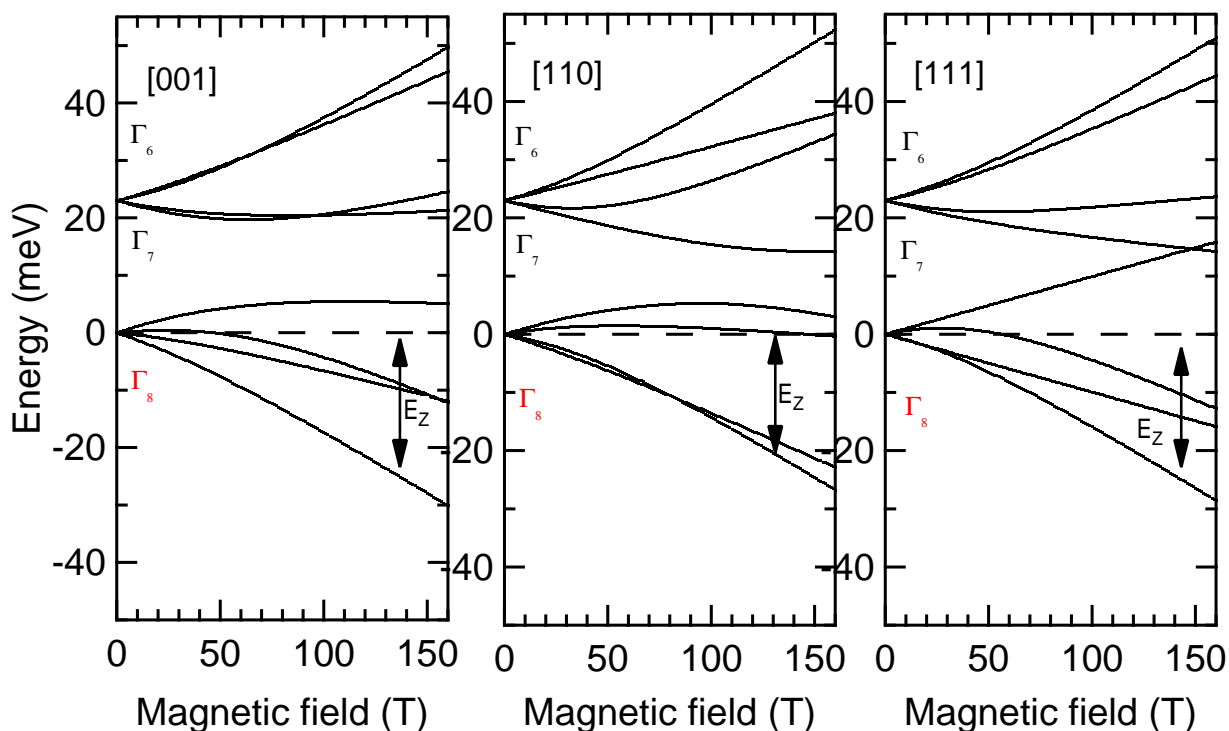 Energy (meV)
[001]
40
20
0
-20
-40
Γ₆
Γ₇
Γ₈
E_Z
0 50 100 150
Magnetic field (T)
[110]
40
20
0
-20
-40
Γ₆
Γ₇
Γ₈
E_Z
0 50 100 150
Magnetic field (T)
[111]
40
20
0
-20
-40
Γ₆
Γ₇
Γ₈
E_Z
0 50 100 150
Magnetic field (T)